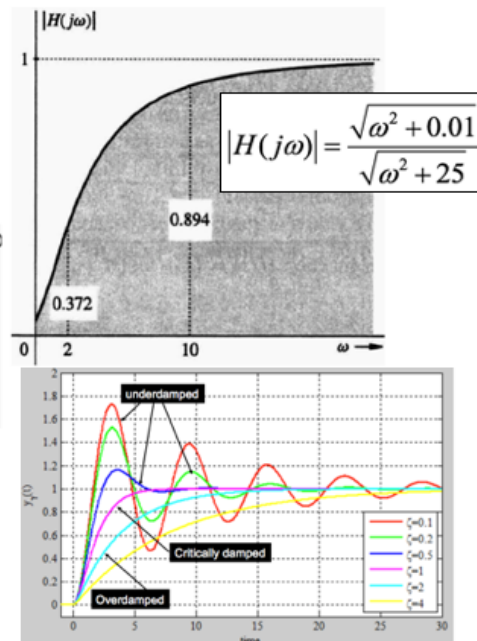 |H(jω)|
1
|H(jω)| = √(ω² + 0.01) / √(ω² + 25)
0.894
0.372
0 2 10 ω →
underdamped
1.8
1.6
1.4
1.2
1
0.8
0.6
0.4
0.2
0
Critically damped
Overdamped
ζ=0.1
ζ=0.2
ζ=0.5
ζ=1
ζ=2
ζ=4
0 5 10 15 20 25 30
time